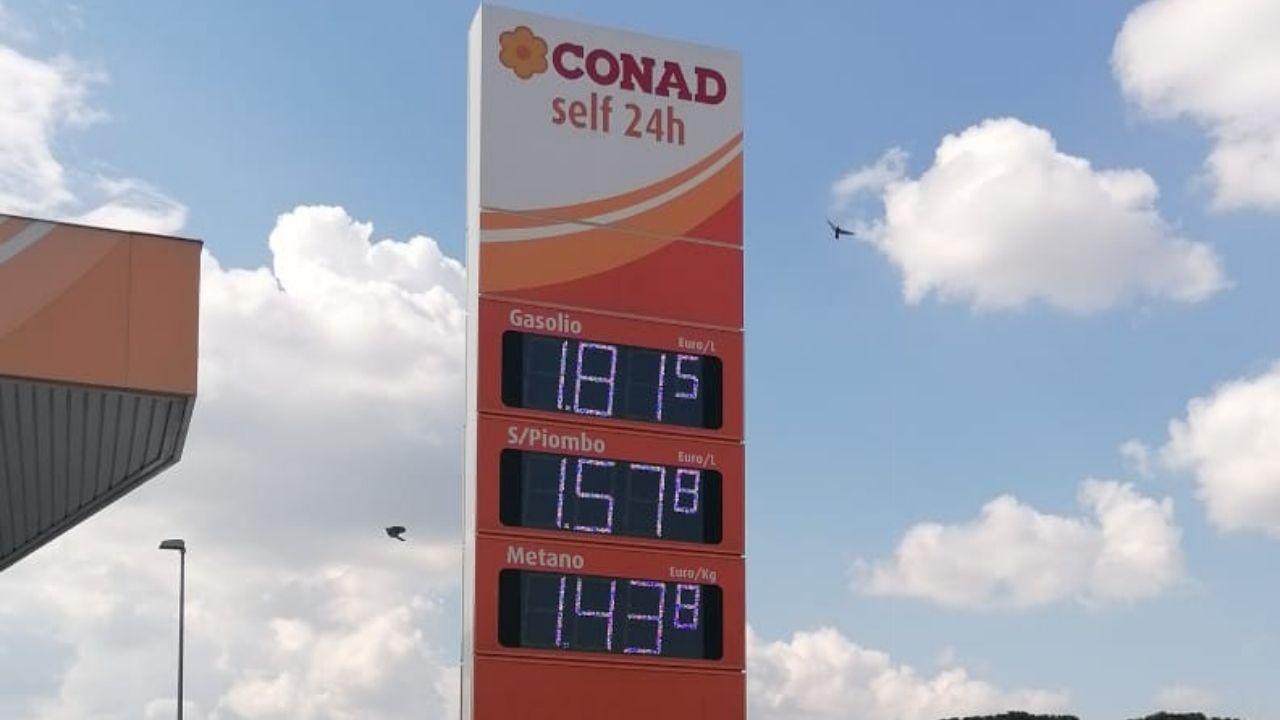 CONAD
self 24h
Gasolio
Euro/L
1.815
S/Piombo
Euro/L
1.578
Metano
Euro/Kg
1.438